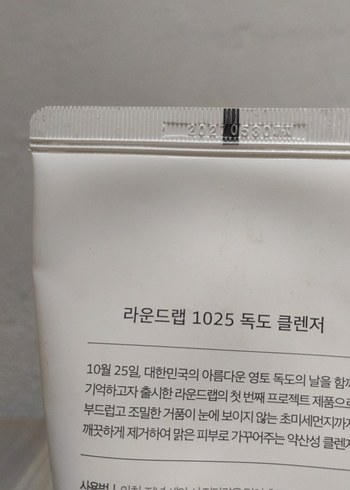 20270530
라운드랩 1025 독도 클렌저
10월 25일, 대한민국의 아름다운 영토 독도의 날을 함께
기억하고자 출시한 라운드랩의 첫 번째 프로젝트 제품으로
부드럽고 조밀한 거품이 눈에 보이지 않는 초미세먼지까지
깨끗하게 제거하여 맑은 피부로 가꾸어주는 약산성 클렌저
사용법 |